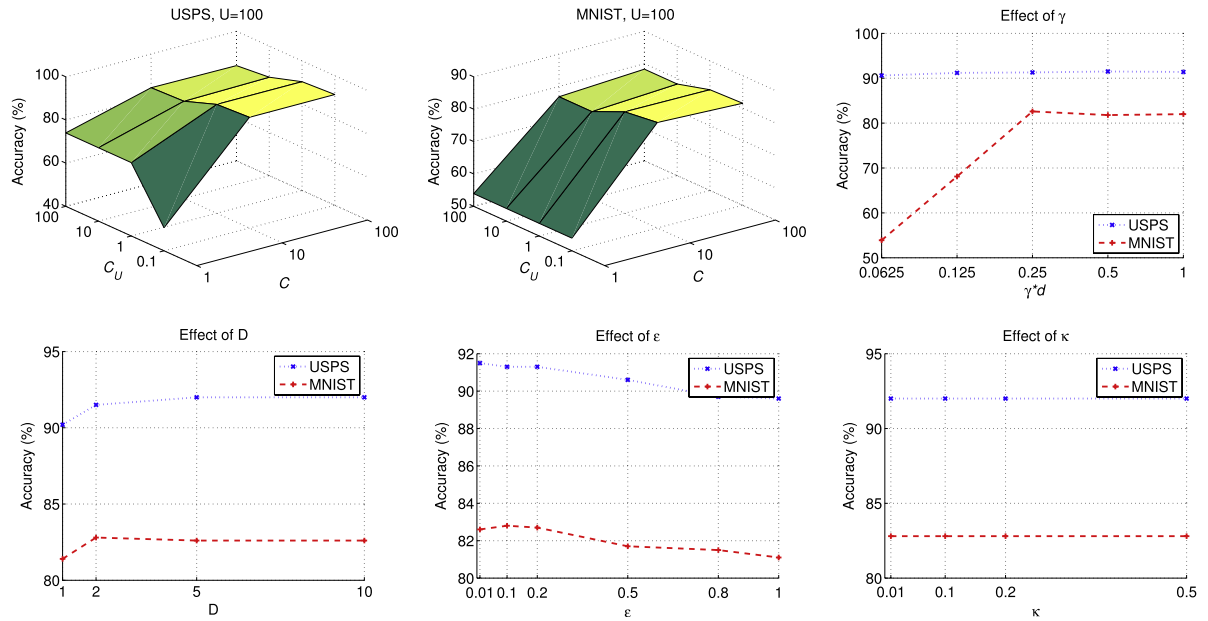 USPS, U=100
Accuracy (%)
100
80
60
40
100
10
1
0.1
C_U
1
10
100
C
MNIST, U=100
Accuracy (%)
90
80
70
60
50
100
10
1
0.1
C_U
1
10
100
C
Effect of γ
Accuracy (%)
100
90
80
70
60
50
0.0625 0.125 0.25 0.5 1
γ*d
USPS
MNIST
Effect of D
Accuracy (%)
95
90
85
80
1 2 5 10
D
USPS
MNIST
Effect of ε
Accuracy (%)
92
90
88
86
84
82
80
0.01 0.1 0.2 0.5 0.8 1
ε
USPS
MNIST
Effect of κ
Accuracy (%)
95
90
85
80
0.01 0.1 0.2 0.5
κ
USPS
MNIST